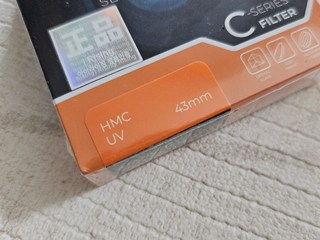 正品
C-SERIES
FILTER
HMC
UV
43mm